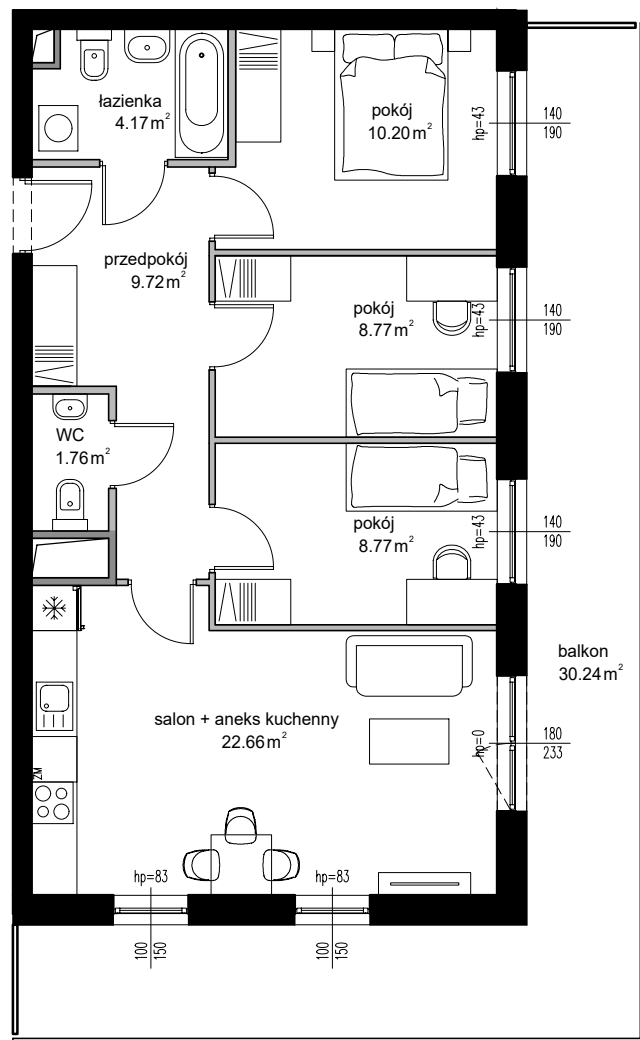 łazienka
4.17 m²
pokój
10.20 m²
hp=43
140
190
przedpokój
9.72 m²
pokój
8.77 m²
hp=43
140
190
WC
1.76 m²
pokój
8.77 m²
hp=43
140
190
balkon
30.24 m²
salon + aneks kuchenny
22.66 m²
hp=0
180
233
ZM
hp=83
hp=83
100
150
100
150